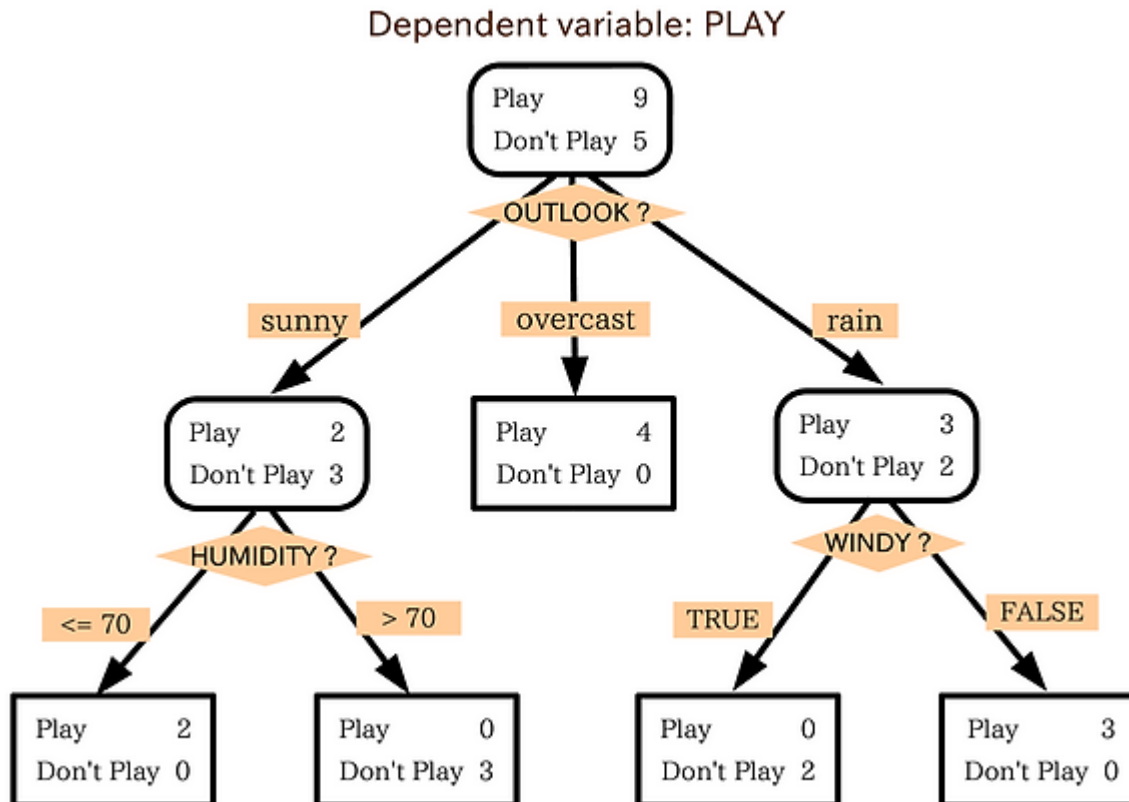 Dependent variable: PLAY
Play 9
Don't Play 5
OUTLOOK ?
sunny
overcast
rain
Play 2
Don't Play 3
Play 4
Don't Play 0
Play 3
Don't Play 2
HUMIDITY ?
WINDY ?
<= 70
> 70
TRUE
FALSE
Play 2
Don't Play 0
Play 0
Don't Play 3
Play 0
Don't Play 2
Play 3
Don't Play 0